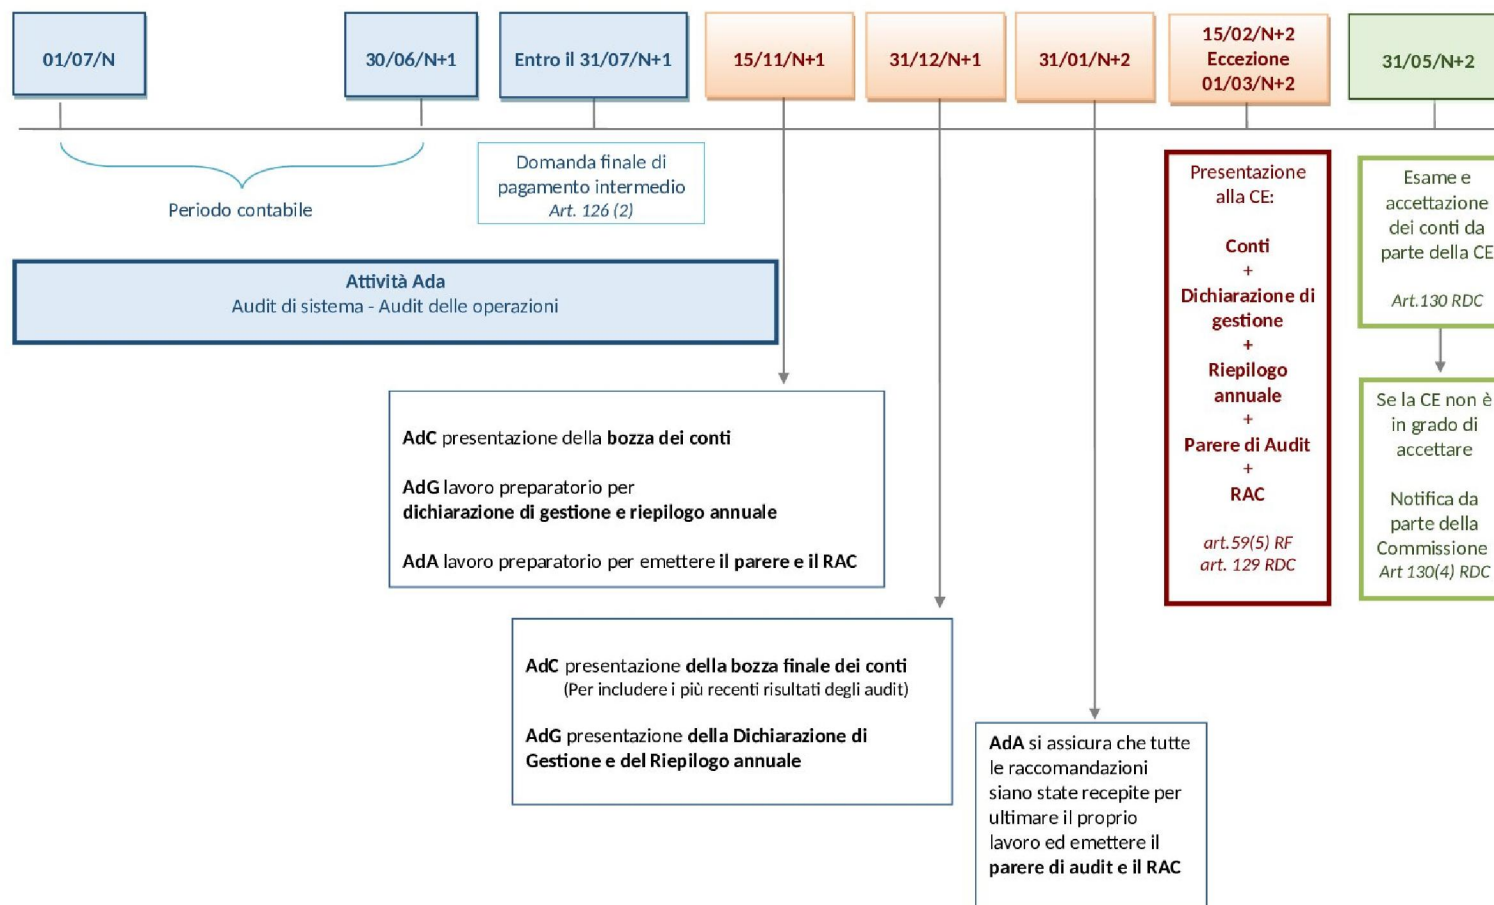 01/07/N
30/06/N+1
Entro il 31/07/N+1
15/11/N+1
31/12/N+1
31/01/N+2
15/02/N+2
Eccezione
01/03/N+2
31/05/N+2
Periodo contabile
Domanda finale di
pagamento intermedio
Art. 126 (2)
Attività Ada
Audit di sistema - Audit delle operazioni
AdC presentazione della bozza dei conti
AdG lavoro preparatorio per
dichiarazione di gestione e riepilogo annuale
AdA lavoro preparatorio per emettere il parere e il RAC
AdC presentazione della bozza finale dei conti
(Per includere i più recenti risultati degli audit)
AdG presentazione della Dichiarazione di
Gestione e del Riepilogo annuale
AdA si assicura che tutte
le raccomandazioni
siano state recepite per
ultimare il proprio
lavoro ed emettere il
parere di audit e il RAC
Presentazione
alla CE:
Conti
+
Dichiarazione di
gestione
+
Riepilogo
annuale
+
Parere di Audit
+
RAC
art.59(5) RF
art. 129 RDC
Esame e
accettazione
dei conti da
parte della CE
Art.130 RDC
Se la CE non è
in grado di
accettare
Notifica da
parte della
Commissione
Art 130(4) RDC